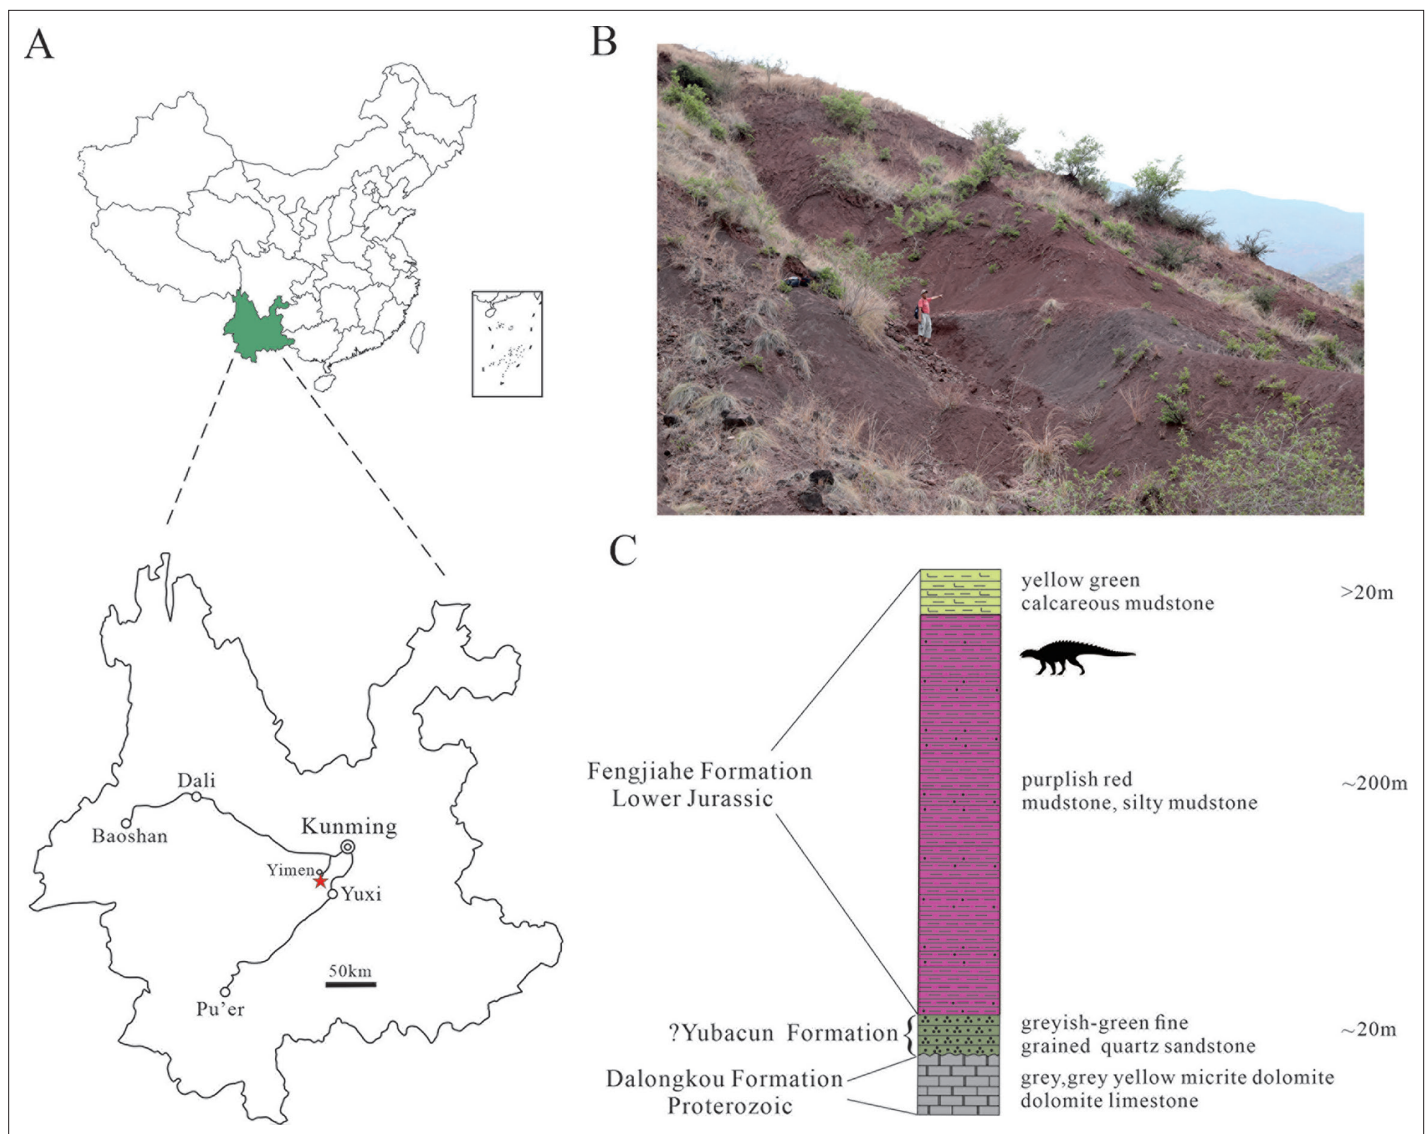 A
B
Dali
Baoshan
Kunming
Yimen
Yuxi
50km
Pu'er
C
yellow green
calcareous mudstone
>20m
Fengjiahe Formation
Lower Jurassic
purplish red
mudstone, silty mudstone
~200m
?Yubacun Formation
greyish-green fine
grained quartz sandstone
~20m
Dalongkou Formation
Proterozoic
grey,grey yellow micrite dolomite
dolomite limestone